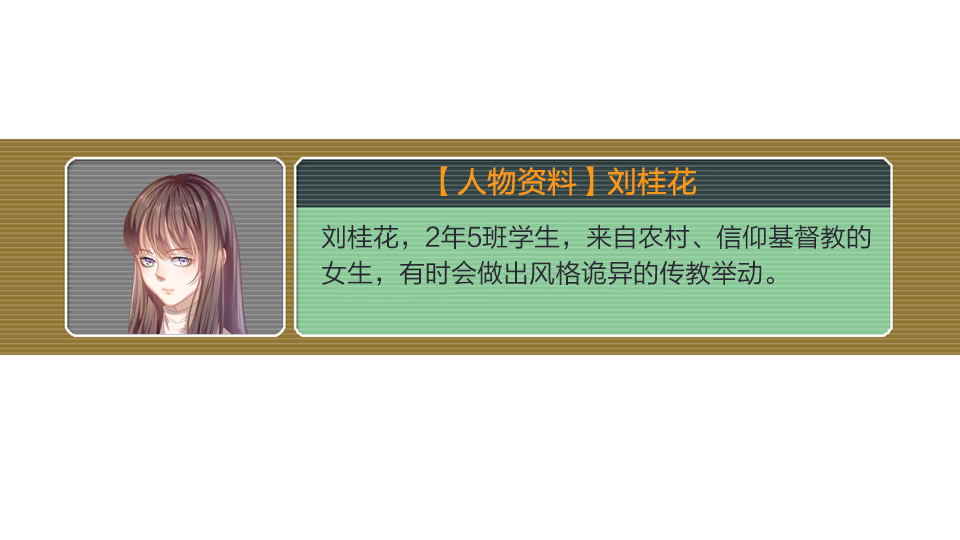 【人物资料】刘桂花
刘桂花，2年5班学生，来自农村、信仰基督教的
女生，有时会做出风格诡异的传教举动。